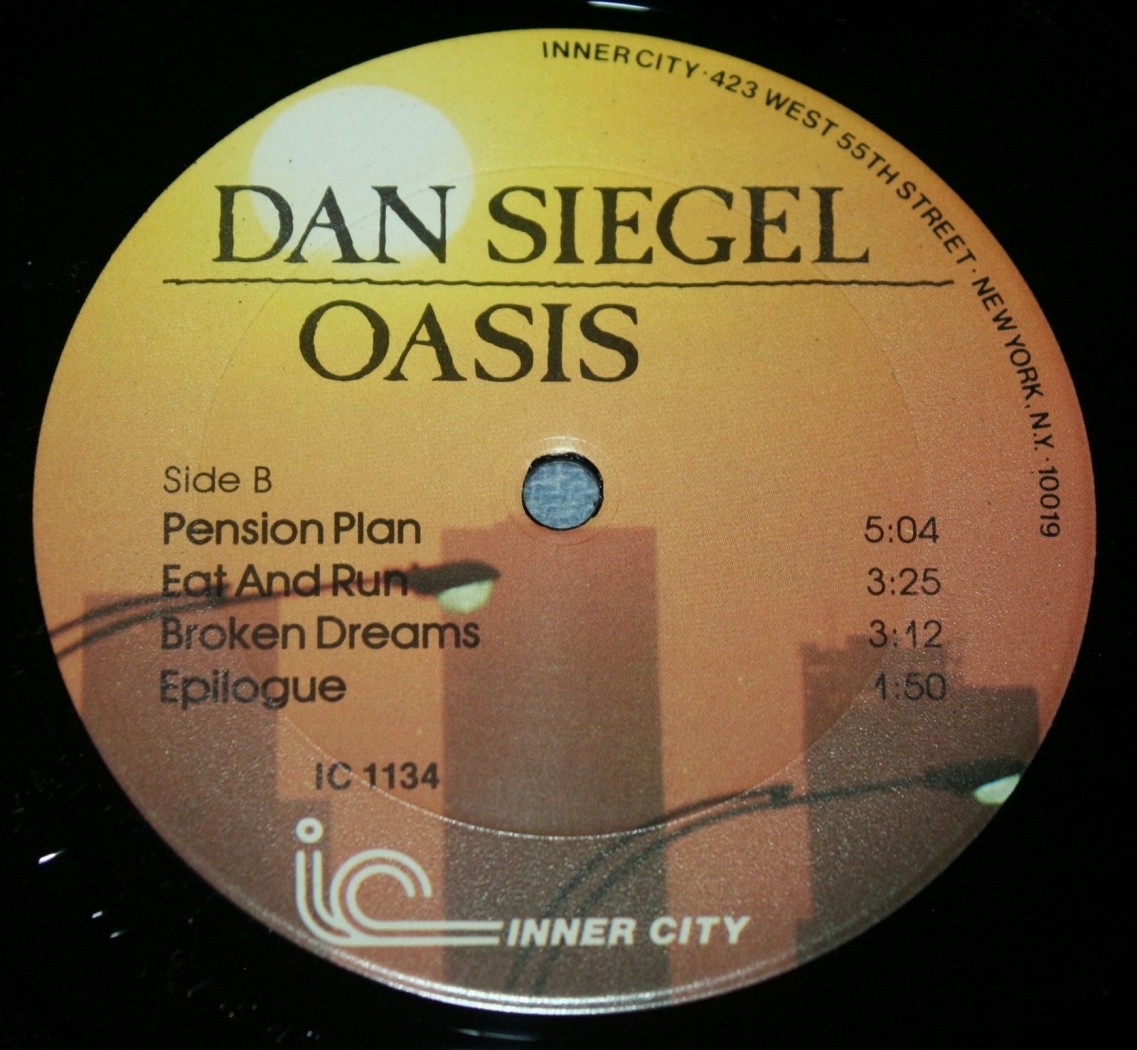 INNER CITY · 423 WEST 55TH STREET · NEW YORK, N.Y. · 10019
DAN SIEGEL
OASIS
Side B
Pension Plan 5:04
Eat And Run 3:25
Broken Dreams 3:12
Epilogue 1:50
IC 1134
ic INNER CITY